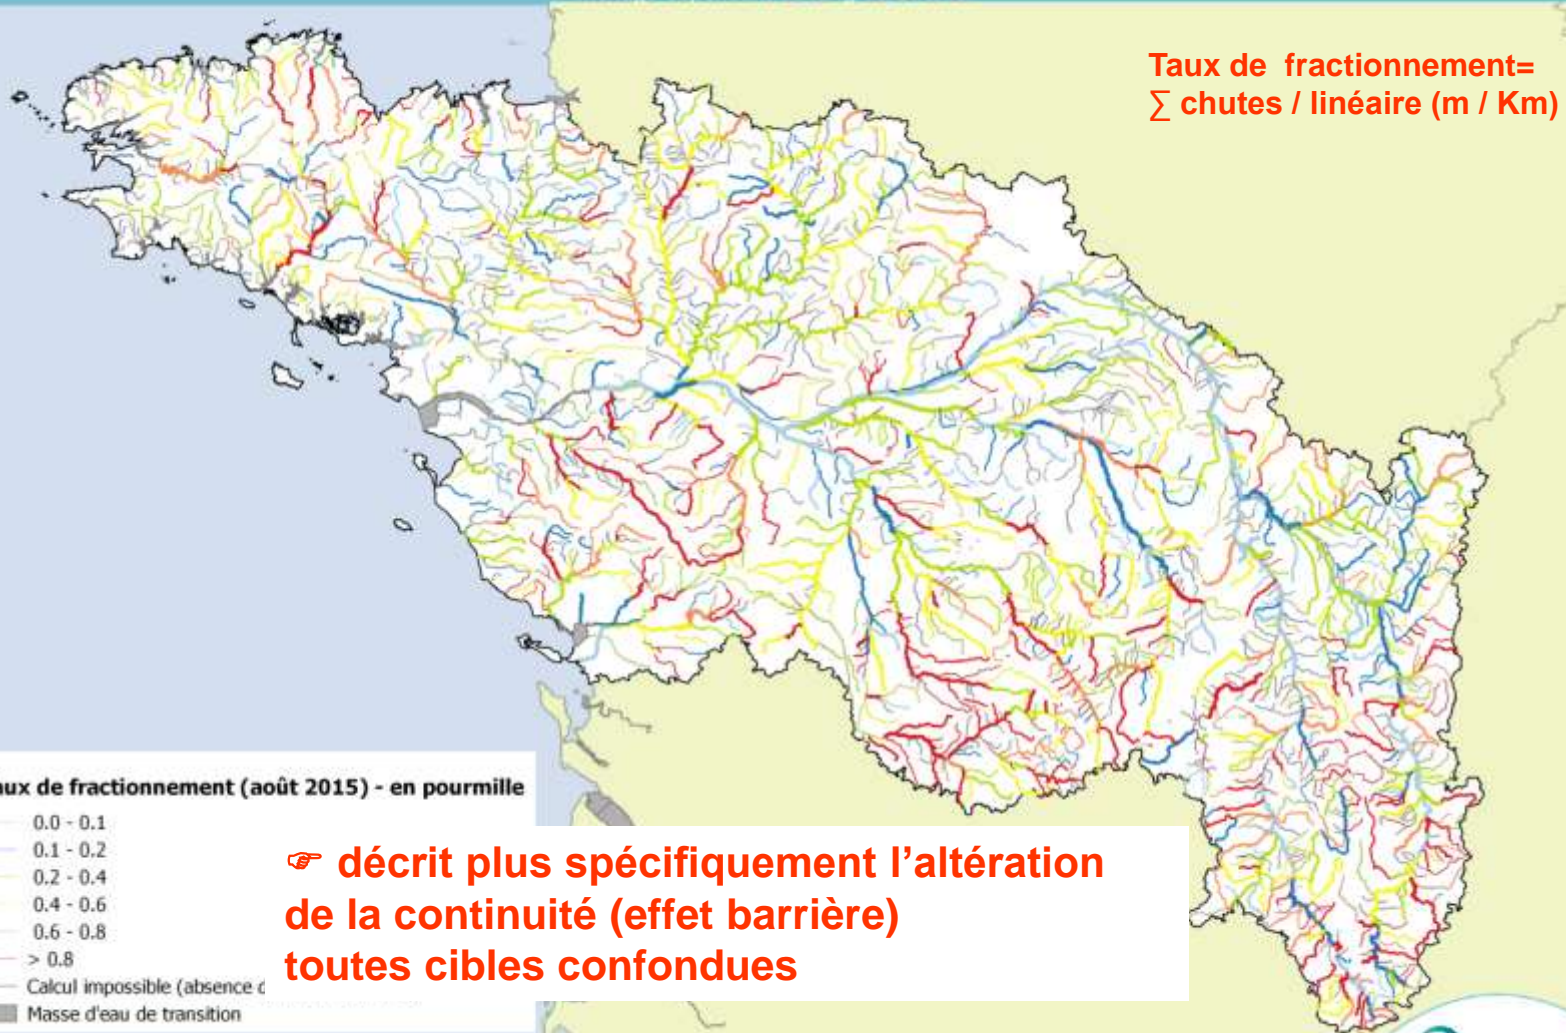 Taux de fractionnement=
∑ chutes / linéaire (m / Km)
aux de fractionnement (août 2015) - en pourmille
0.0 - 0.1
0.1 - 0.2
0.2 - 0.4
0.4 - 0.6
0.6 - 0.8
> 0.8
Calcul impossible (absence d
Masse d'eau de transition
☞ décrit plus spécifiquement l'altération
de la continuité (effet barrière)
toutes cibles confondues